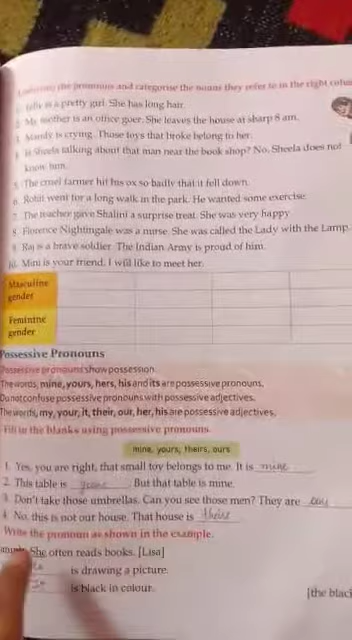 the pronouns and categorise the nouns they refer to in the right
is a pretty girl. She has long hair.
2. My mother is an office goer. She leaves the house at sharp 8 am.
3. Mandy is crying. Those toys that broke belong to her.
4. Is Sheela talking about that man near the book shop? No, Sheela does not
know him.
5. The cruel farmer hit his ox so badly that it fell down.
6. Rohit went for a long walk in the park. He wanted some exercise.
7. The teacher gave Shalini a surprise treat. She was very happy
8. Florence Nightingale was a nurse. She was called the Lady with the Lamp.
9. Raj is a brave soldier. The Indian Army is proud of him.
10. Mini is your friend. I will like to meet her.
Masculine
gender
Feminine
gender
Possessive Pronouns
Possessive pronouns show possession.
The words, mine, yours, hers, his and its are possessive pronouns.
Do not confuse possessive pronouns with possessive adjectives.
The words, my, your, it, their, our, her, his are possessive adjectives.
Fill in the blanks using possessive pronouns.
mine, yours, theirs, ours
1. Yes, you are right, that small toy belongs to me. It is mine
2. This table is . But that table is mine.
3. Don't take those umbrellas. Can you see those men? They are
4. No, this is not our house. That house is theirs
Write the pronoun as shown in the example.
She often reads books. [Lisa]
is drawing a picture.
is black in colour. [the